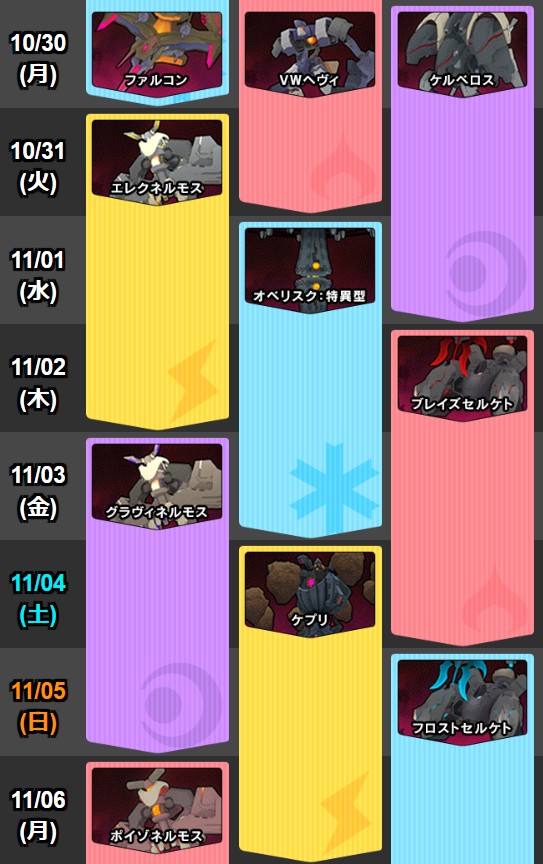 10/30
(月)
ファルコン
VWヘヴィ
ケルベロス
10/31
(火)
エレクネルモス
11/01
(水)
オベリスク:特異型
11/02
(木)
ブレイズセルケト
11/03
(金)
グラヴィネルモス
11/04
(土)
ケプリ
11/05
(日)
フロストセルケト
11/06
(月)
ポイゾネルモス